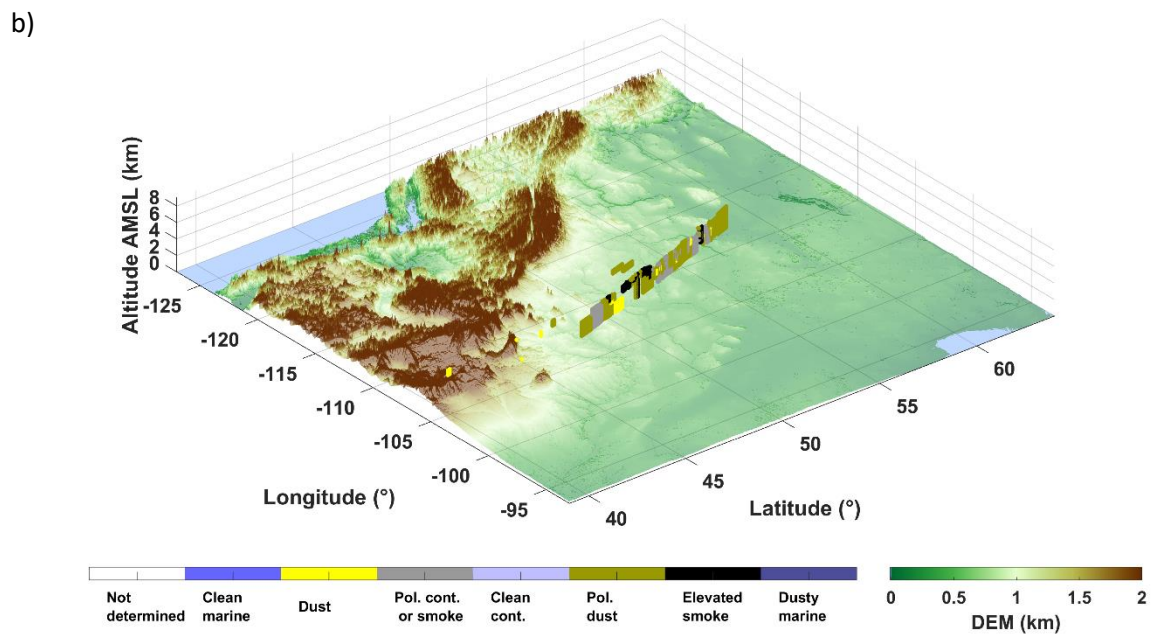 b)
Altitude AMSL (km)
8
6
4
2
0
-125
-120
-115
-110
-105
-100
-95
Longitude (°)
40
45
50
55
60
Latitude (°)
Not determined
Clean marine
Dust
Pol. cont. or smoke
Clean cont.
Pol. dust
Elevated smoke
Dusty marine
0 0.5 1 1.5 2
DEM (km)